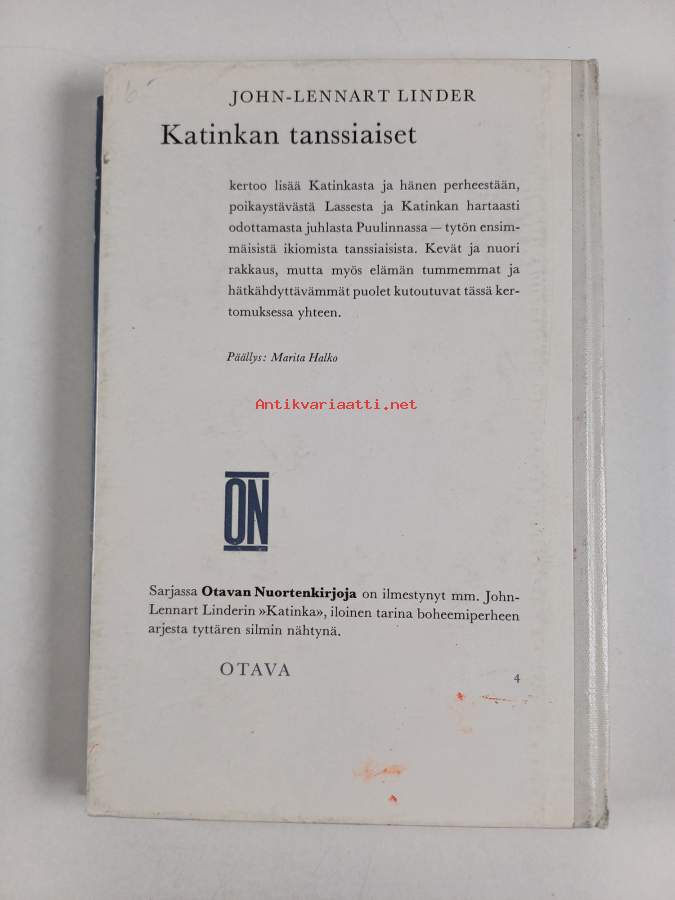 JOHN-LENNART LINDER
Katinkan tanssiaiset
kertoo lisää Katinkasta ja hänen perheestään,
poikaystävästä Lassesta ja Katinkan hartaasti
odottamasta juhlasta Puulinnassa — tytön ensim-
mäisistä ikiomista tanssiaisista. Kevät ja nuori
rakkaus, mutta myös elämän tummemmat ja
hätkähdyttävämmät puolet kutoutuvat tässä ker-
tomuksessa yhteen.
Päällys: Marita Halko
Antikvariaatti.net
ON
Sarjassa Otavan Nuortenkirjoja on ilmestynyt mm. John-
Lennart Linderin »Katinka», iloinen tarina boheemiperheen
arjesta tyttären silmin nähtynä.
OTAVA
4